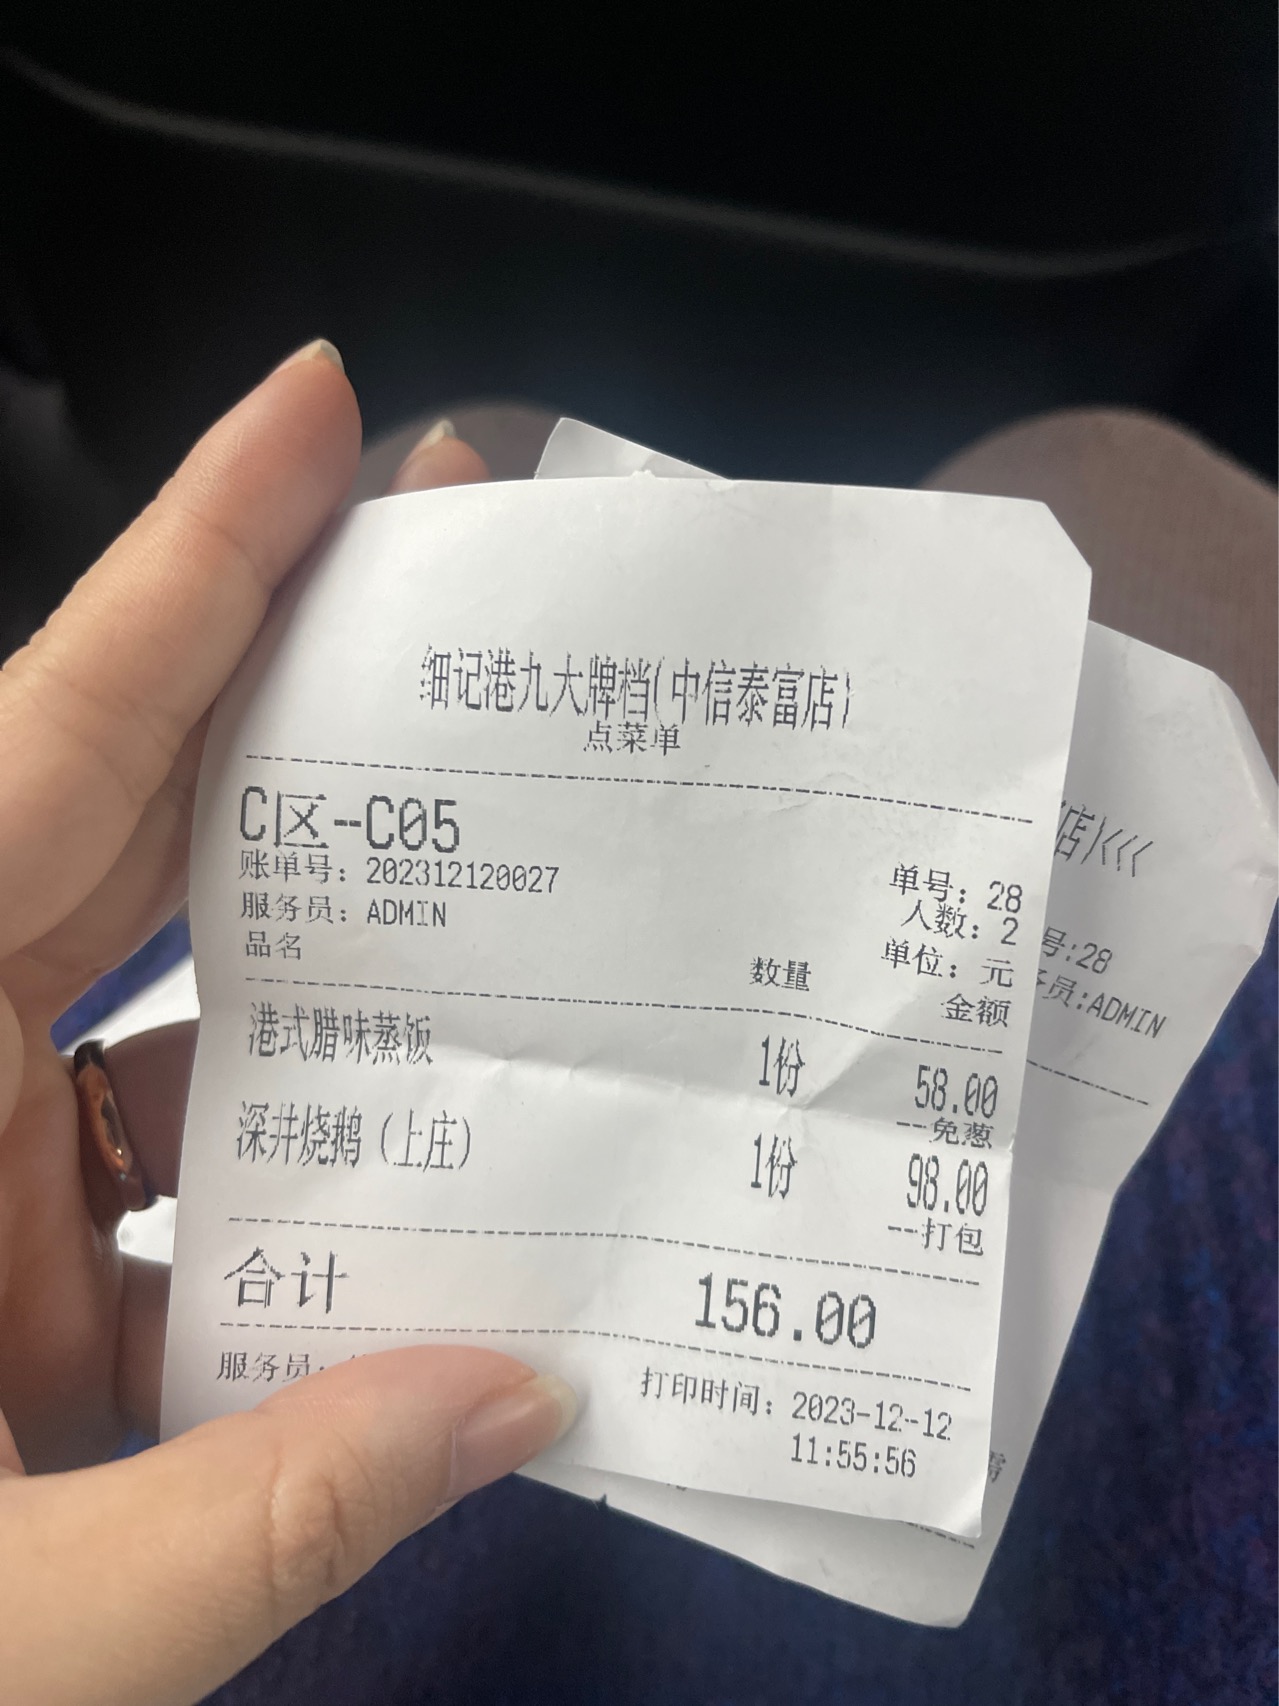 细记港九大牌档(中信泰富店)
点菜单
C区-C05
账单号：202312120027
单号：28
服务员：ADMIN
人数：2
品名
数量
单位：元
金额
港式腊味蒸饭 1份 58.00
--免葱
深井烧鹅（上庄） 1份 98.00
--打包
合计 156.00
服务员：
打印时间：2023-12-12
11:55:56
店)<<<
号:28
员:ADMIN